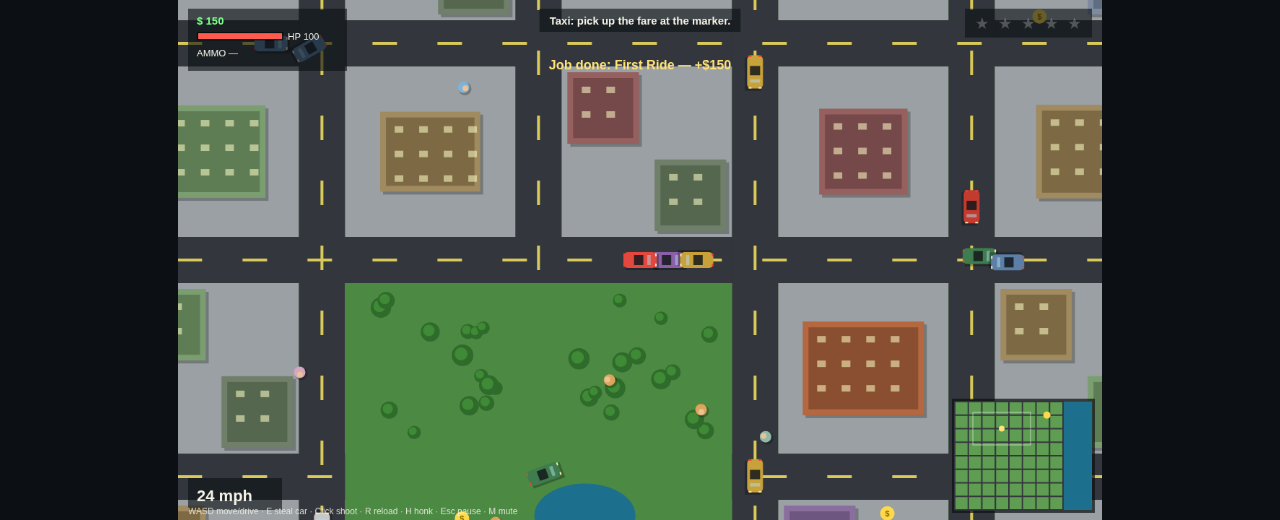 $ 150
HP 100
AMMO —
Taxi: pick up the fare at the marker.
Job done: First Ride — +$150
24 mph
WASD move/drive · E steal car · Click shoot · R reload · H honk · Esc pause · M mute